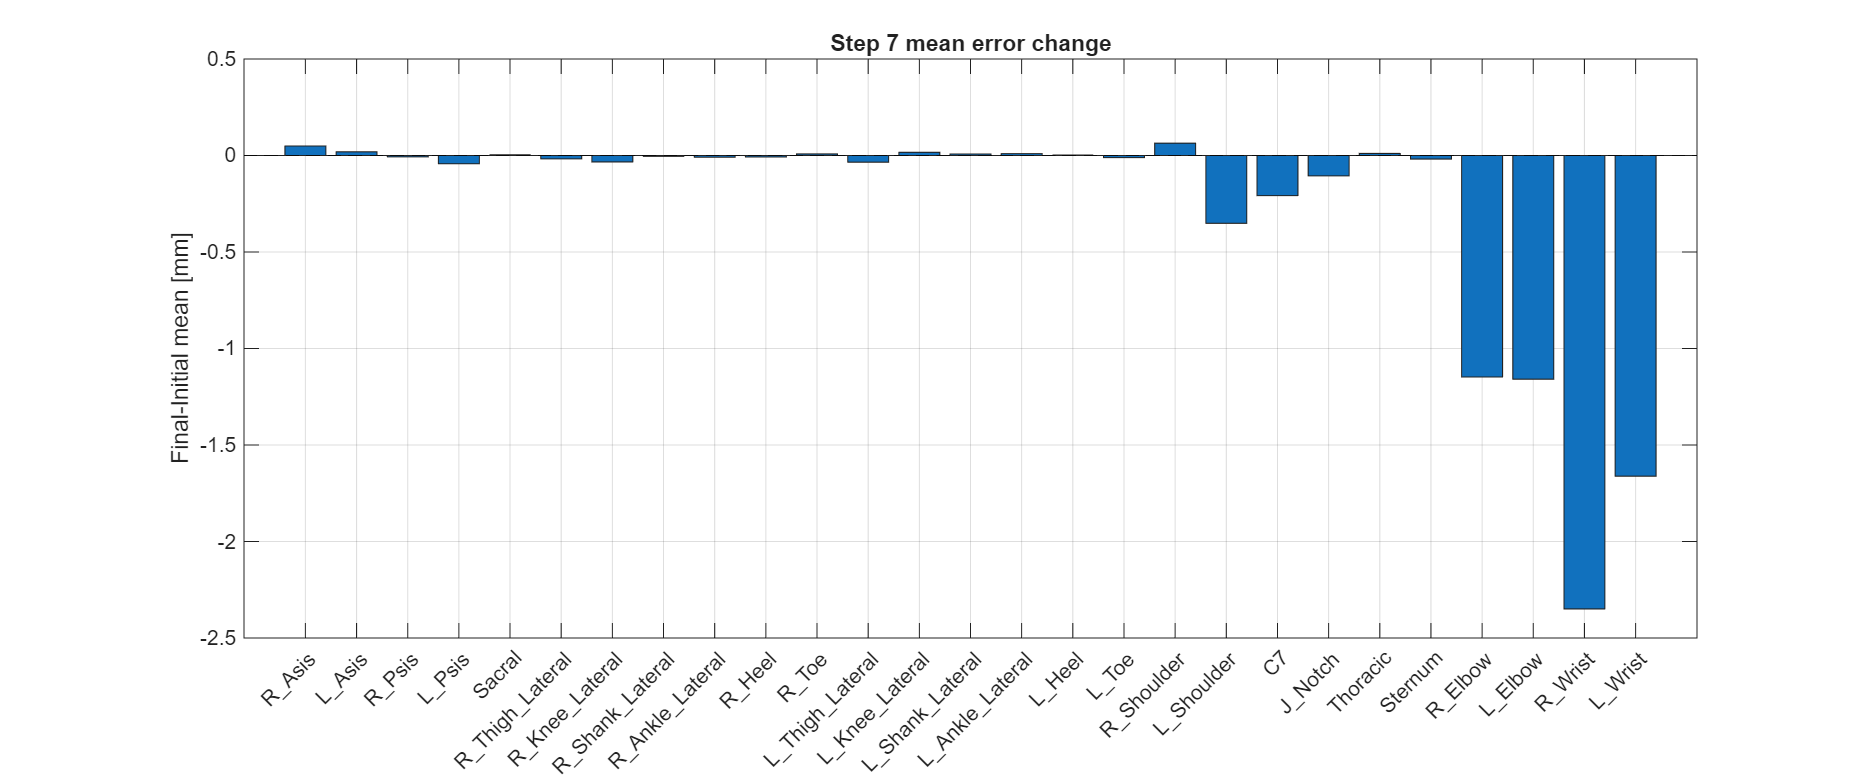 Step 7 mean error change
Final-Initial mean [mm]
0.5
0
-0.5
-1
-1.5
-2
-2.5
R_Asis
L_Asis
R_Psis
L_Psis
Sacral
R_Thigh_Lateral
R_Knee_Lateral
R_Shank_Lateral
R_Ankle_Lateral
R_Heel
R_Toe
L_Thigh_Lateral
L_Knee_Lateral
L_Shank_Lateral
L_Ankle_Lateral
L_Heel
L_Toe
R_Shoulder
L_Shoulder
C7
J_Notch
Thoracic
Sternum
R_Elbow
L_Elbow
R_Wrist
L_Wrist